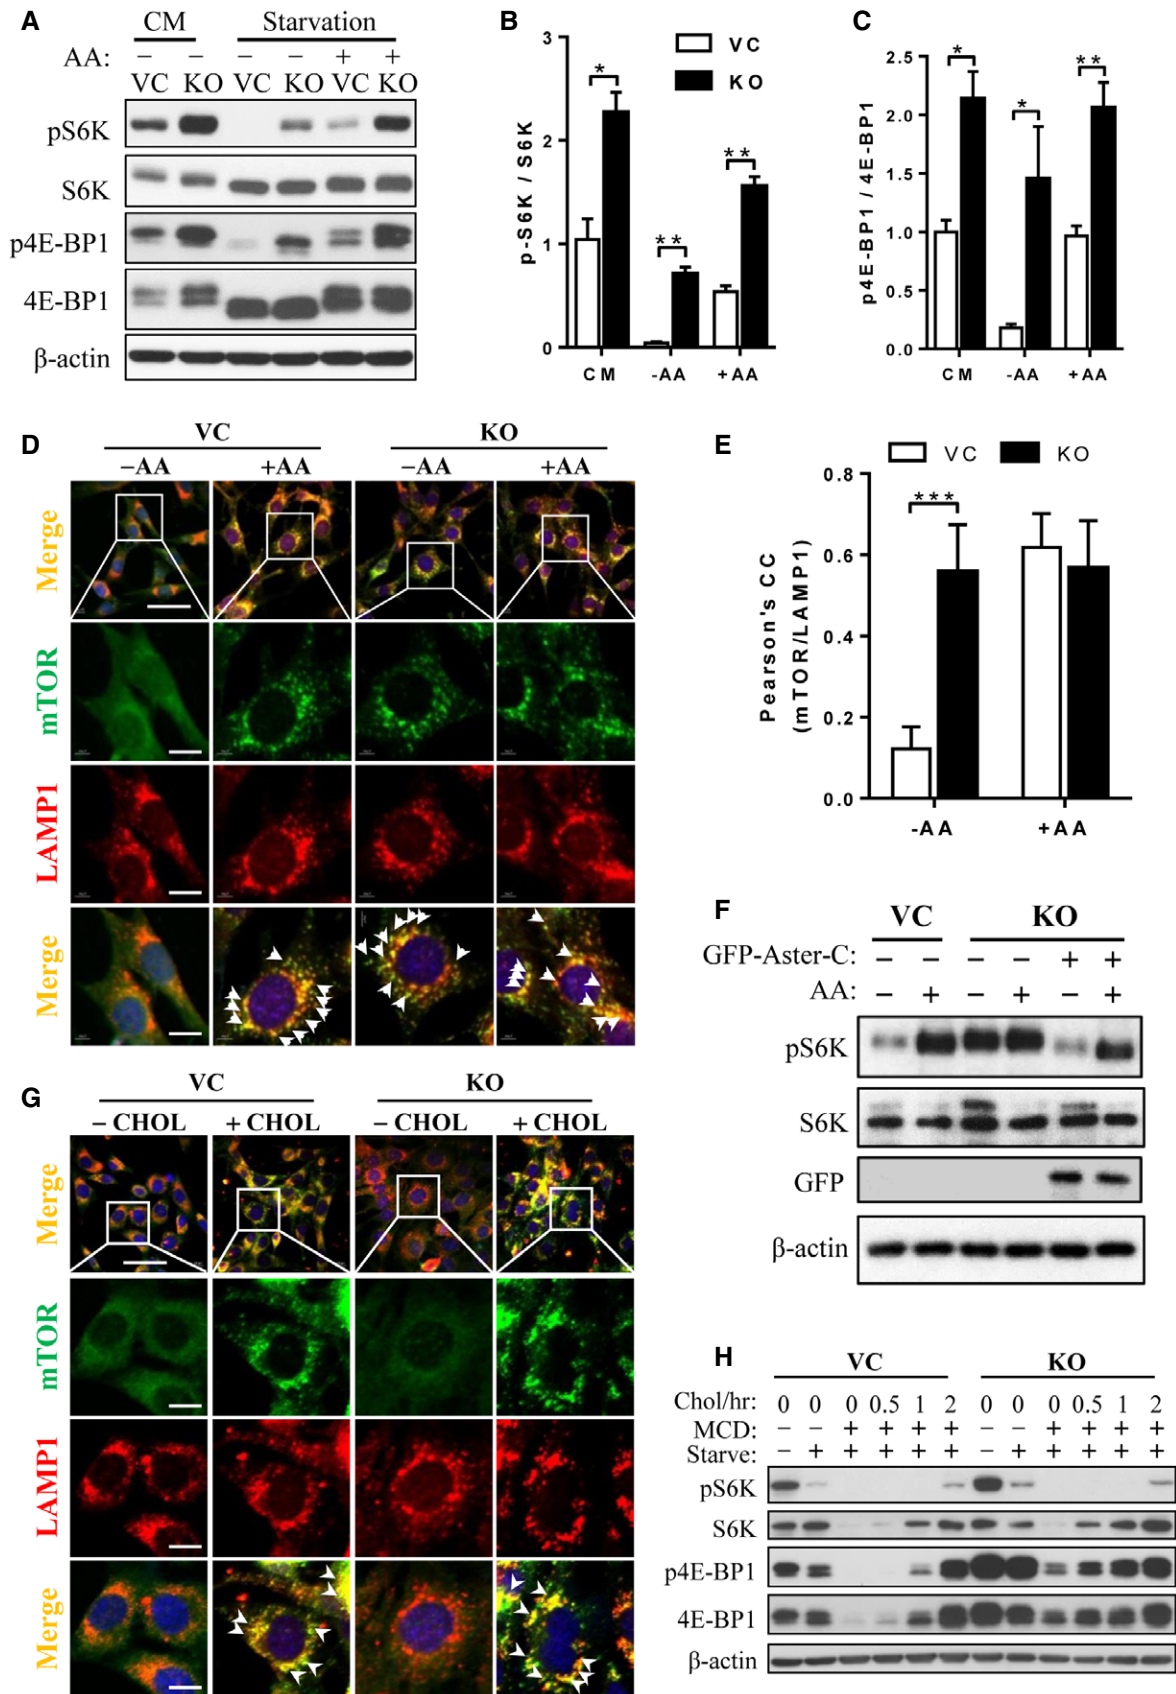 A
CM Starvation
AA: – – – – + +
VC KO VC KO VC KO
pS6K
S6K
p4E-BP1
4E-BP1
β-actin
B
3
2
1
0
p-S6K / S6K
VC
KO
* ** **
CM -AA +AA
C
2.5
2.0
1.5
1.0
0.5
0.0
p4E-BP1 / 4E-BP1
* * **
CM -AA +AA
D
VC KO
–AA +AA –AA +AA
Merge
mTOR
LAMP1
Merge
E
VC KO
0.8
0.6
0.4
0.2
0.0
Pearson's CC
(mTOR/LAMP1)
***
-AA +AA
F
VC KO
GFP-Aster-C: – – – – + +
AA: – + – + – +
pS6K
S6K
GFP
β-actin
G
VC KO
– CHOL + CHOL – CHOL + CHOL
Merge
mTOR
LAMP1
Merge
H
VC KO
Chol/hr: 0 0 0 0.5 1 2 0 0 0 0.5 1 2
MCD: – – + + + + – – + + + +
Starve: – + + + + + – + + + + +
pS6K
S6K
p4E-BP1
4E-BP1
β-actin